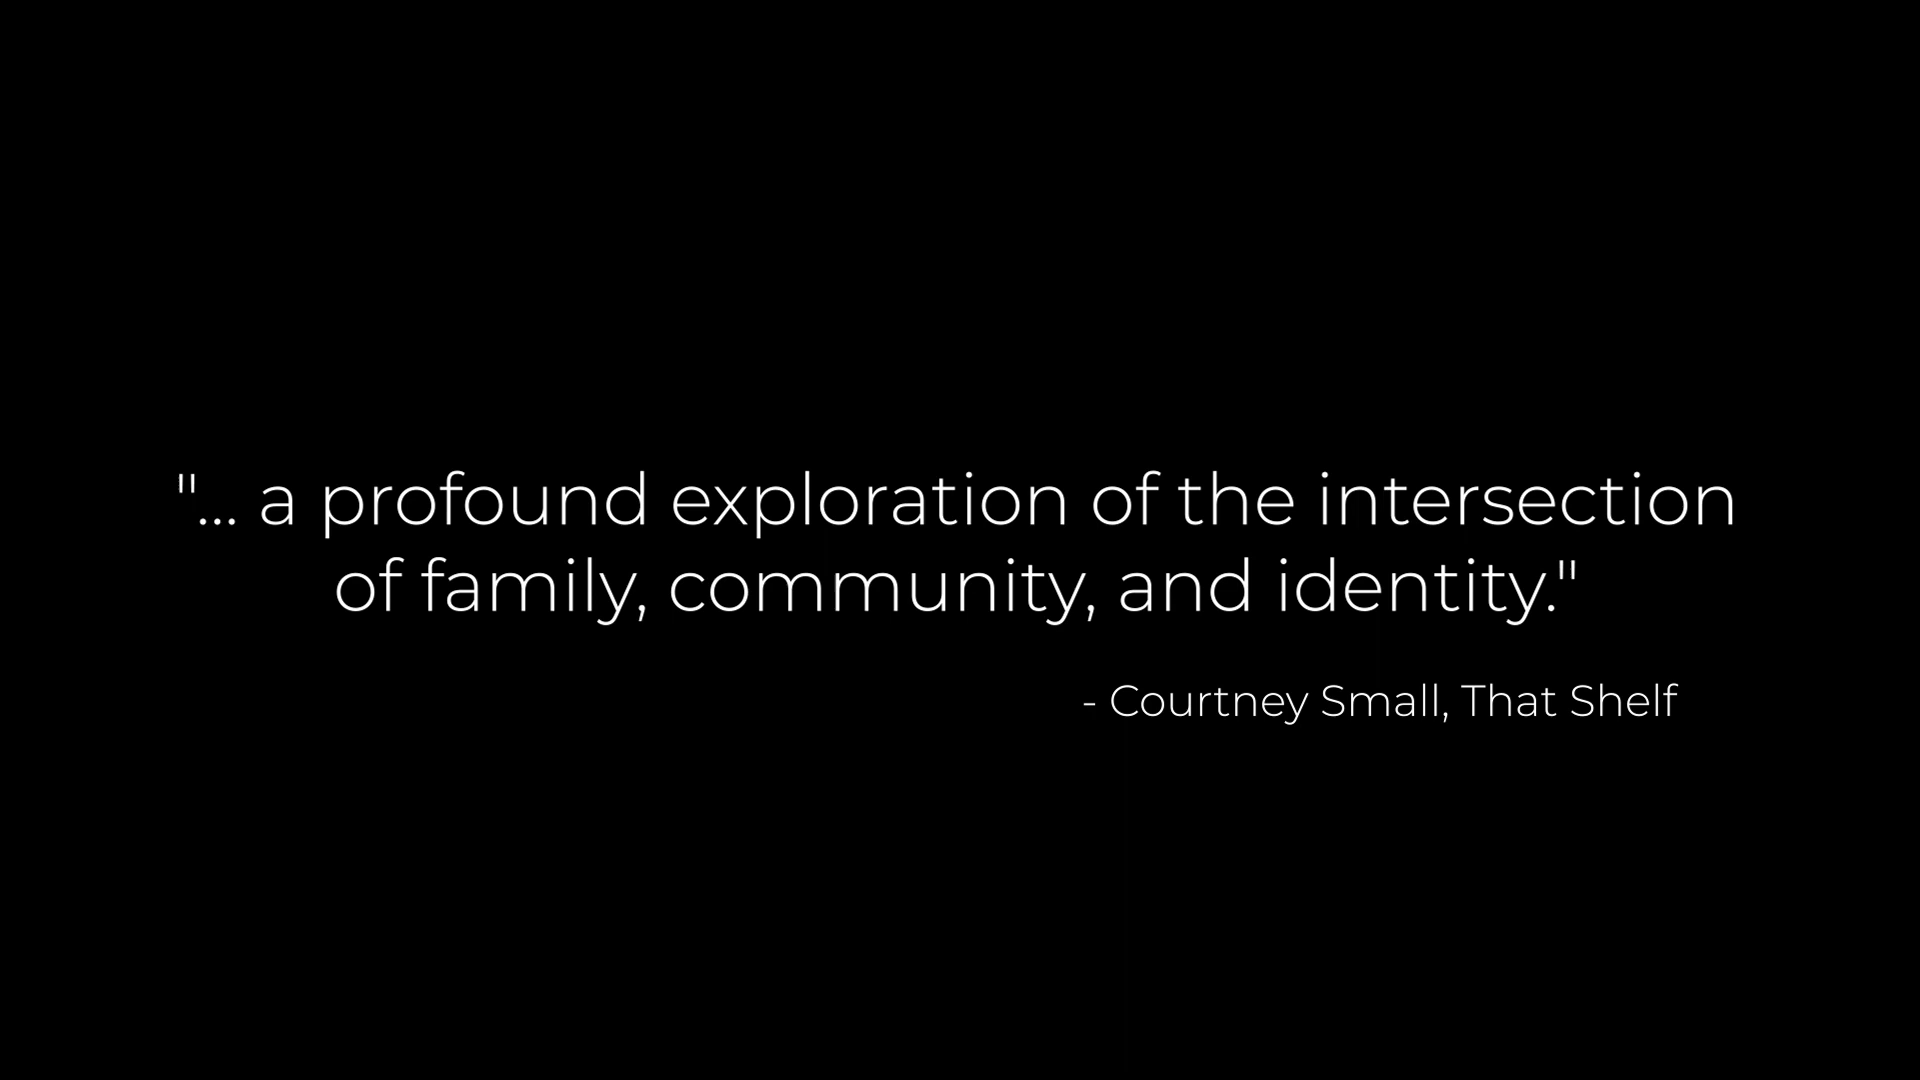 "... a profound exploration of the intersection
of family, community, and identity."
- Courtney Small, That Shelf